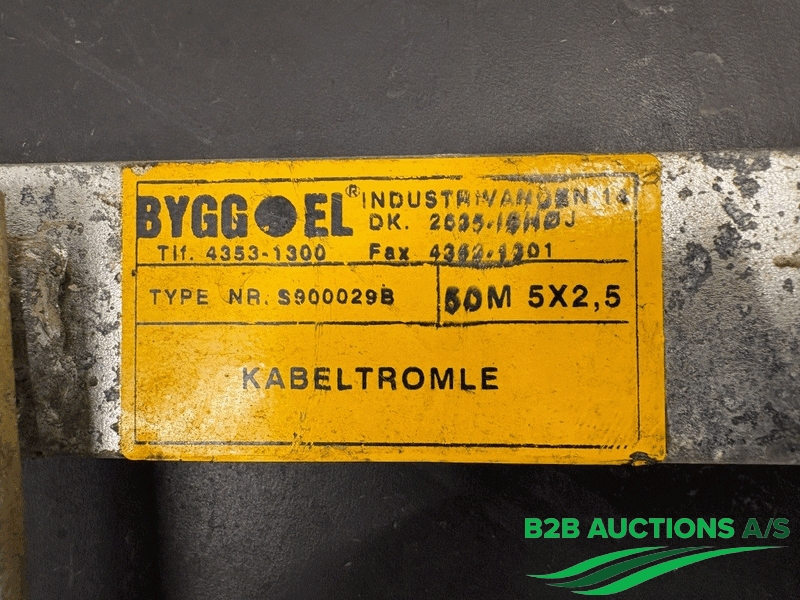 BYGG●EL® INDUSTRIVANGEN 14
DK. 2635-ISHØJ
Tlf. 4353-1300 Fax
TYPE NR. S900029B
50M 5X2,5
KABELTROMLE
B2B AUCTIONS A/S